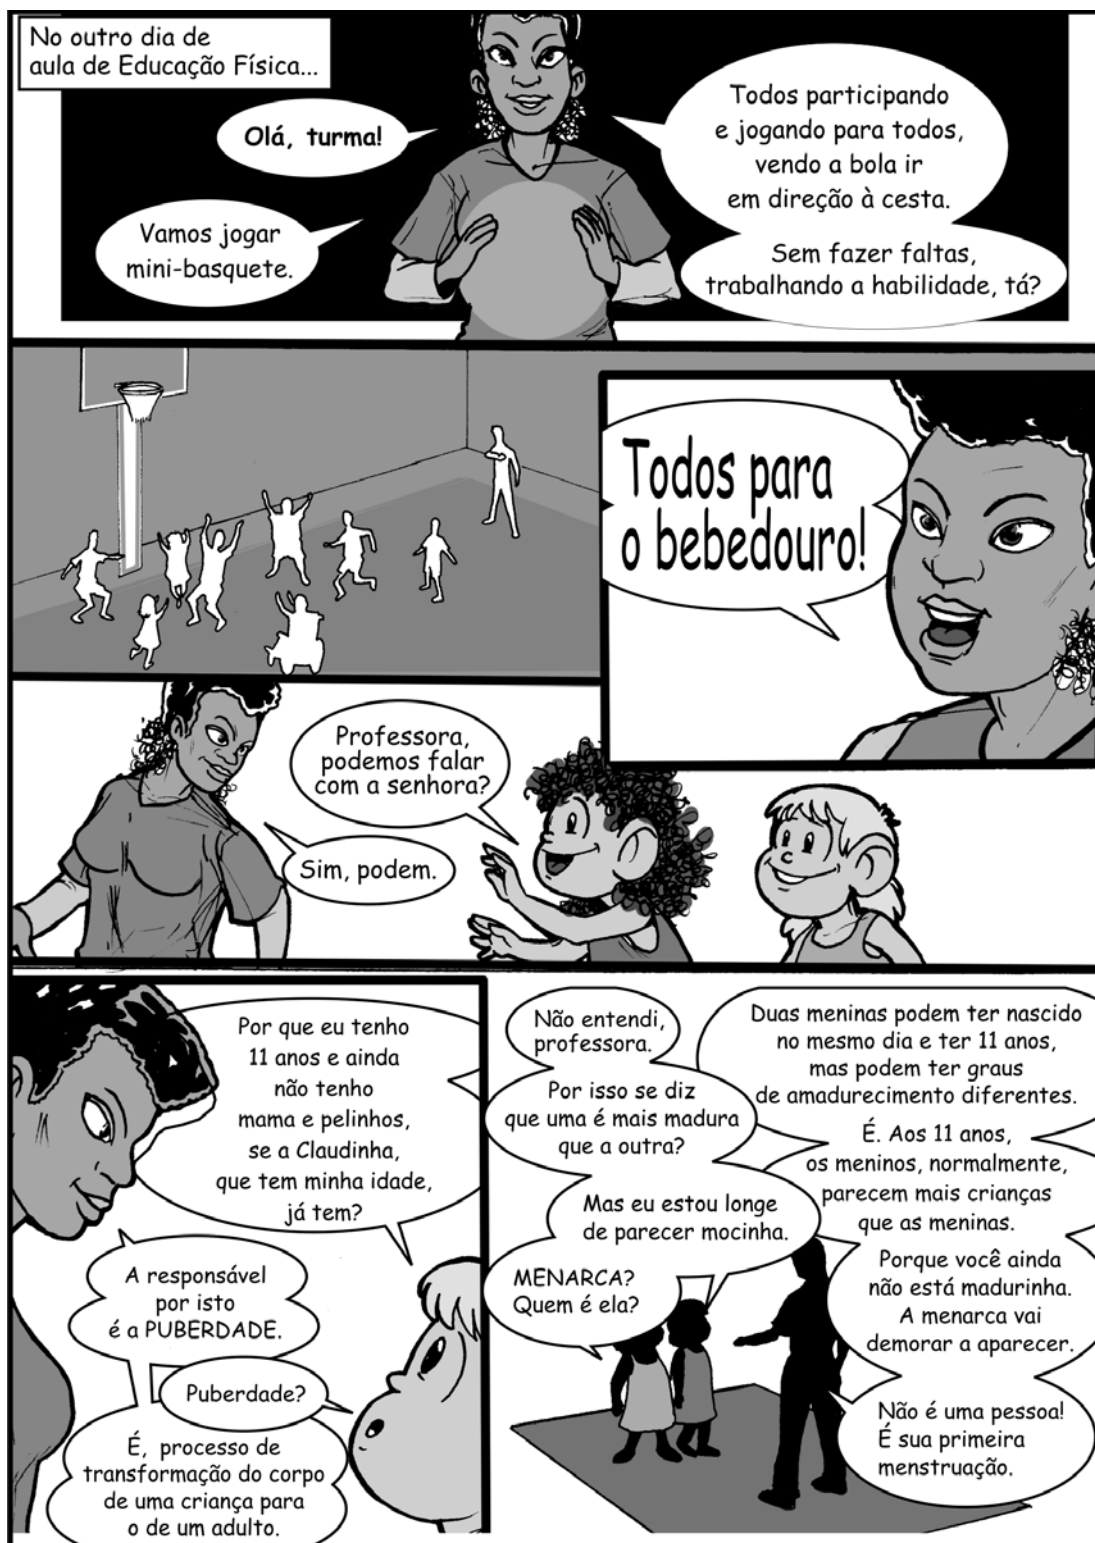 No outro dia de
aula de Educação Física...
Olá, turma!
Vamos jogar
mini-basquete.
Todos participando
e jogando para todos,
vendo a bola ir
em direção à cesta.
Sem fazer faltas,
trabalhando a habilidade, tá?
Todos para
o bebedouro!
Professora,
podemos falar
com a senhora?
Sim, podem.
Por que eu tenho
11 anos e ainda
não tenho
mama e pelinhos,
se a Claudinha,
que tem minha idade,
já tem?
A responsável
por isto
é a PUBERDADE.
Puberdade?
É, processo de
transformação do corpo
de uma criança para
o de um adulto.
Não entendi,
professora.
Duas meninas podem ter nascido
no mesmo dia e ter 11 anos,
mas podem ter graus
de amadurecimento diferentes.
Por isso se diz
que uma é mais madura
que a outra?
É. Aos 11 anos,
os meninos, normalmente,
parecem mais crianças
que as meninas.
Mas eu estou longe
de parecer mocinha.
Porque você ainda
não está madurinha.
A menarca vai
demorar a aparecer.
MENARCA?
Quem é ela?
Não é uma pessoa!
É sua primeira
menstruação.